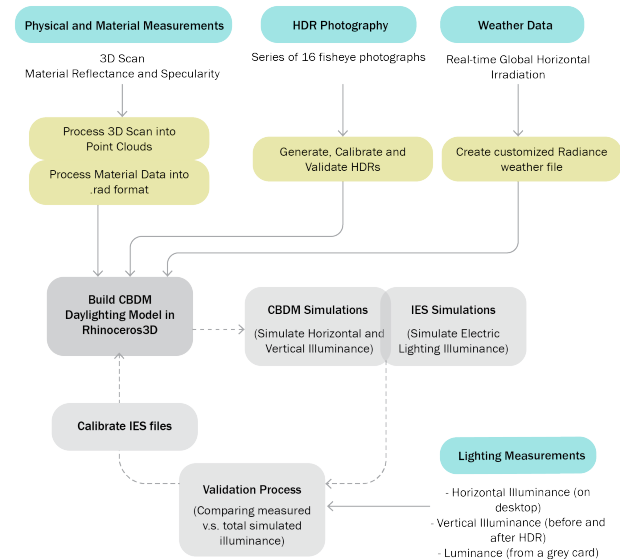 Physical and Material Measurements
3D Scan
Material Reflectance and Specularity
Process 3D Scan into
Point Clouds
Process Material Data into
.rad format
HDR Photography
Series of 16 fisheye photographs
Generate, Calibrate and
Validate HDRs
Weather Data
Real-time Global Horizontal
Irradiation
Create customized Radiance
weather file
Build CBDM
Daylighting Model in
Rhinoceros3D
CBDM Simulations
(Simulate Horizontal and
Vertical Illuminance)
IES Simulations
(Simulate Electric
Lighting Illuminance)
Calibrate IES files
Validation Process
(Comparing measured
v.s. total simulated
illuminance)
Lighting Measurements
- Horizontal Illuminance (on
desktop)
- Vertical Illuminance (before and
after HDR)
- Luminance (from a grey card)